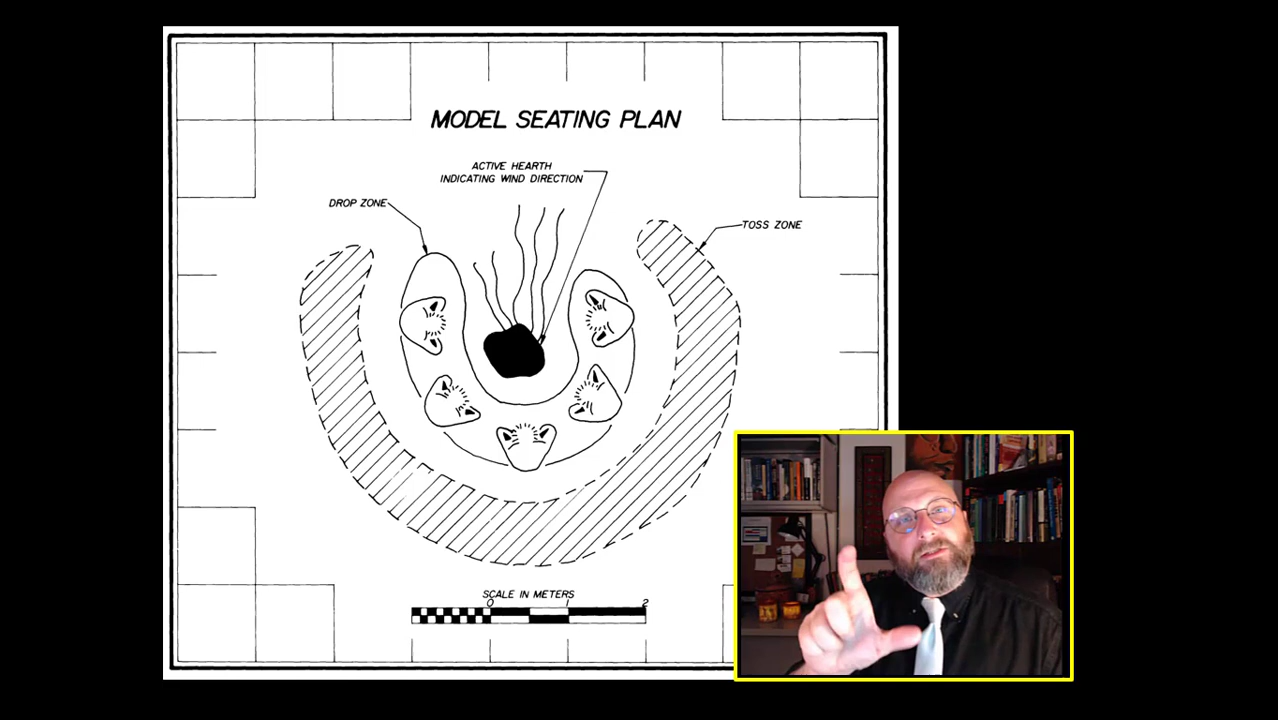 MODEL SEATING PLAN
ACTIVE HEARTH
INDICATING WIND DIRECTION
DROP ZONE
TOSS ZONE
SCALE IN METERS
0 1 2